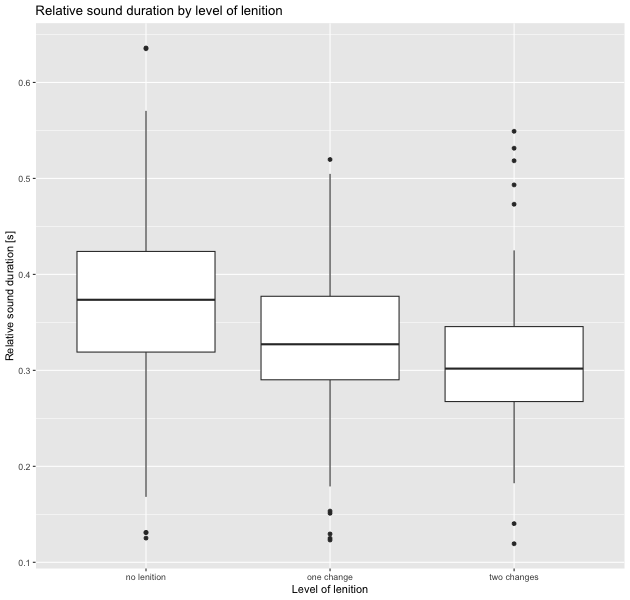 Relative sound duration by level of lenition
Relative sound duration [s]
0.6
0.5
0.4
0.3
0.2
0.1
no lenition
one change
two changes
Level of lenition